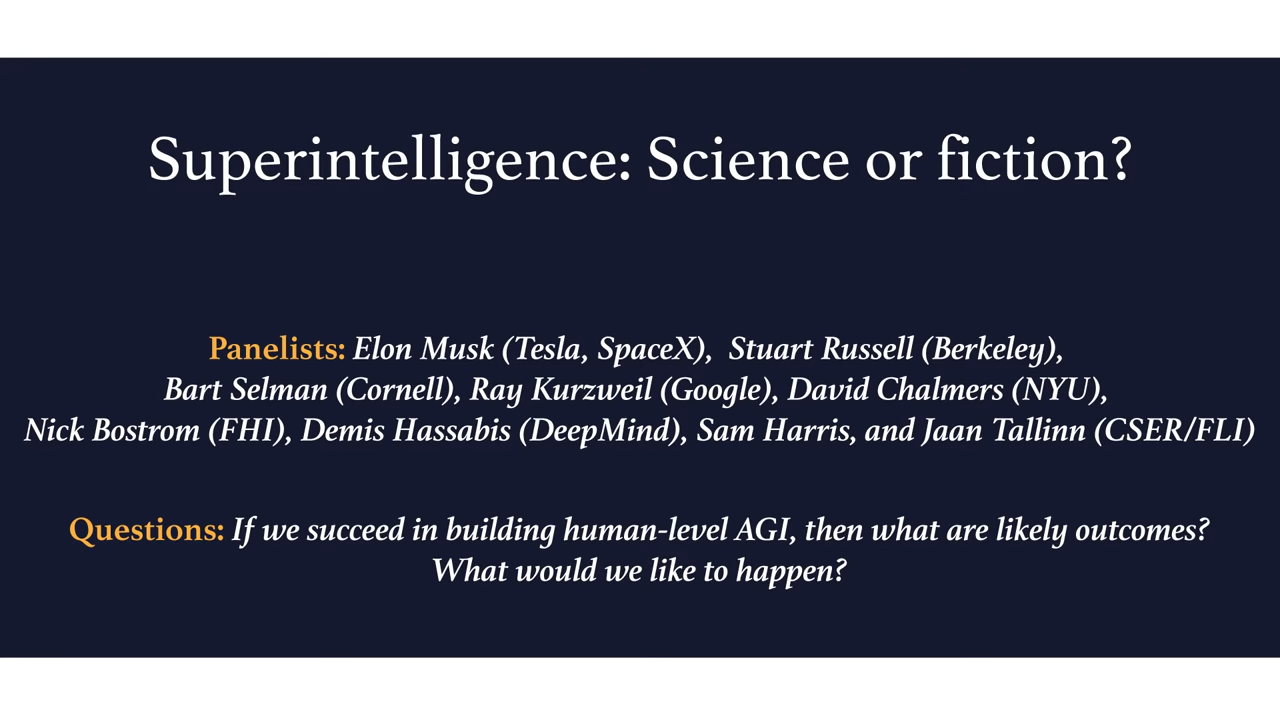 Superintelligence: Science or fiction?
Panelists: Elon Musk (Tesla, SpaceX), Stuart Russell (Berkeley),
Bart Selman (Cornell), Ray Kurzweil (Google), David Chalmers (NYU),
Nick Bostrom (FHI), Demis Hassabis (DeepMind), Sam Harris, and Jaan Tallinn (CSER/FLI)
Questions: If we succeed in building human-level AGI, then what are likely outcomes?
What would we like to happen?